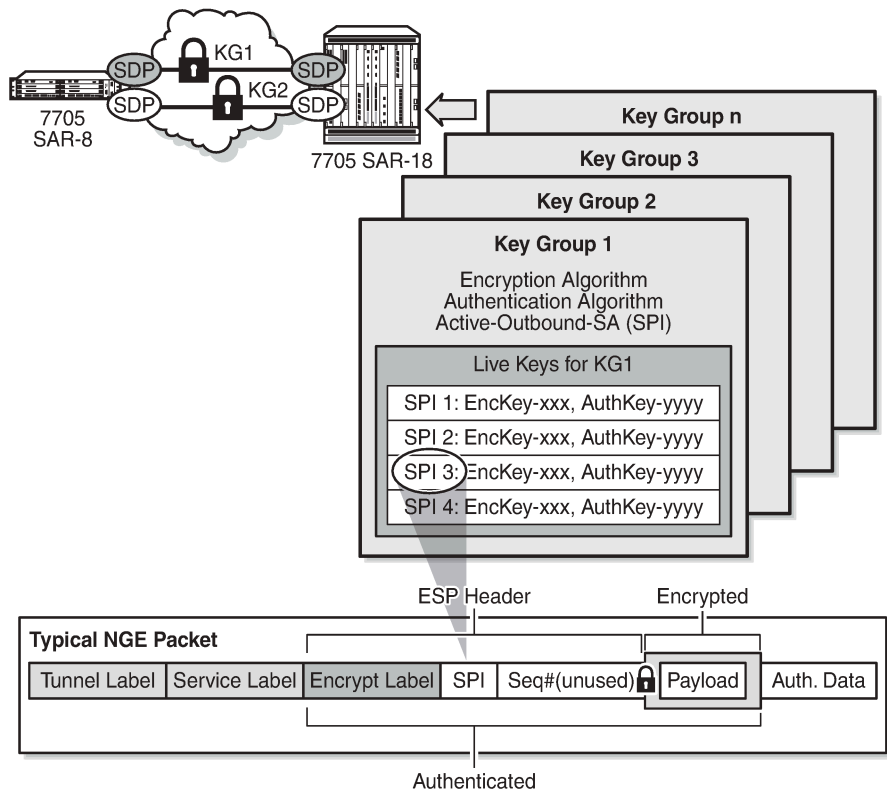 SDP
KG1
SDP
SDP
KG2
SDP
7705
SAR-8
7705 SAR-18
Key Group n
Key Group 3
Key Group 2
Key Group 1
Encryption Algorithm
Authentication Algorithm
Active-Outbound-SA (SPI)
Live Keys for KG1
SPI 1: EncKey-xxx, AuthKey-yyyy
SPI 2: EncKey-xxx, AuthKey-yyyy
SPI 3: EncKey-xxx, AuthKey-yyyy
SPI 4: EncKey-xxx, AuthKey-yyyy
ESP Header
Encrypted
Typical NGE Packet
Tunnel Label
Service Label
Encrypt Label
SPI
Seq#(unused)
Payload
Auth. Data
Authenticated